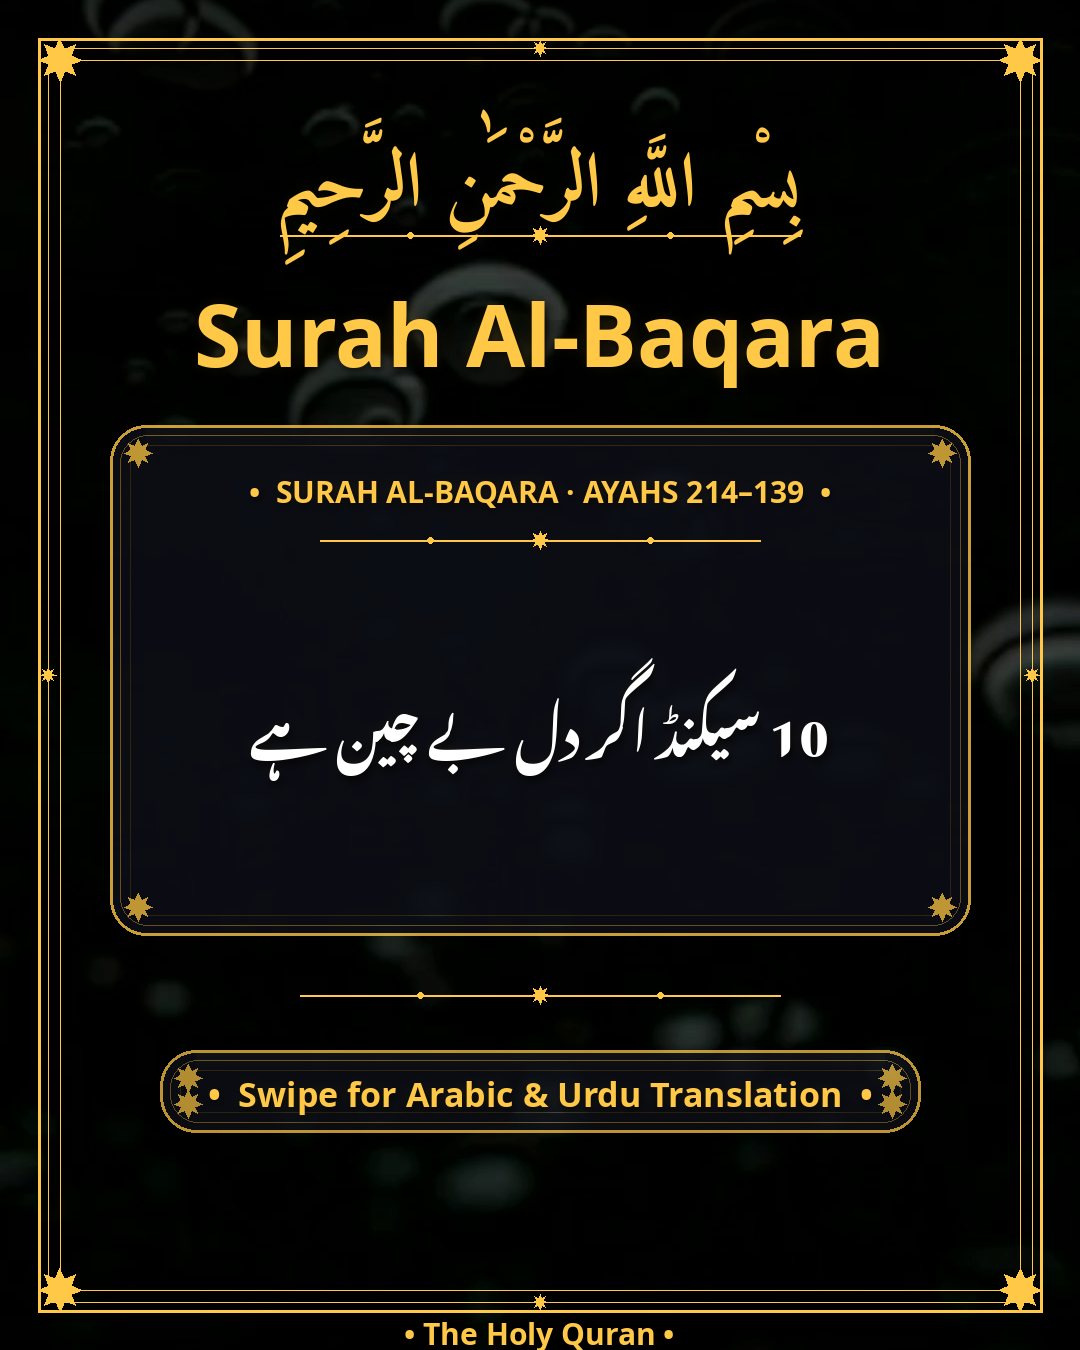 بِسْمِ اللَّهِ الرَّحْمَٰنِ الرَّحِيمِ
Surah Al-Baqara
• SURAH AL-BAQARA · AYAHS 214–139 •
10 سیکنڈ اگر دل بے چین ہے
• Swipe for Arabic & Urdu Translation •
• The Holy Quran •